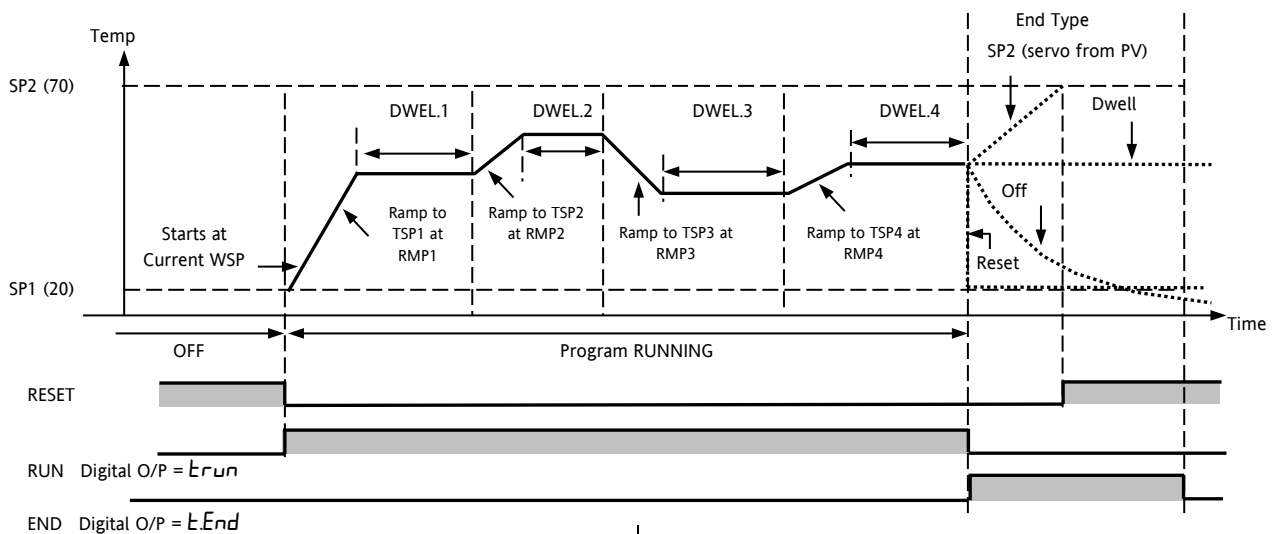 End Type
Temp
SP2 (servo from PV)
SP2 (70)
DWEL.1
DWEL.2
DWEL.3
DWEL.4
Dwell
Off
Starts at
Current WSP
Ramp to
TSP1 at
RMP1
Ramp to TSP2
at RMP2
Ramp to TSP3 at
RMP3
Ramp to TSP4 at
RMP4
Reset
SP1 (20)
Time
OFF
Program RUNNING
RESET
RUN Digital O/P = trun
END Digital O/P = t.End